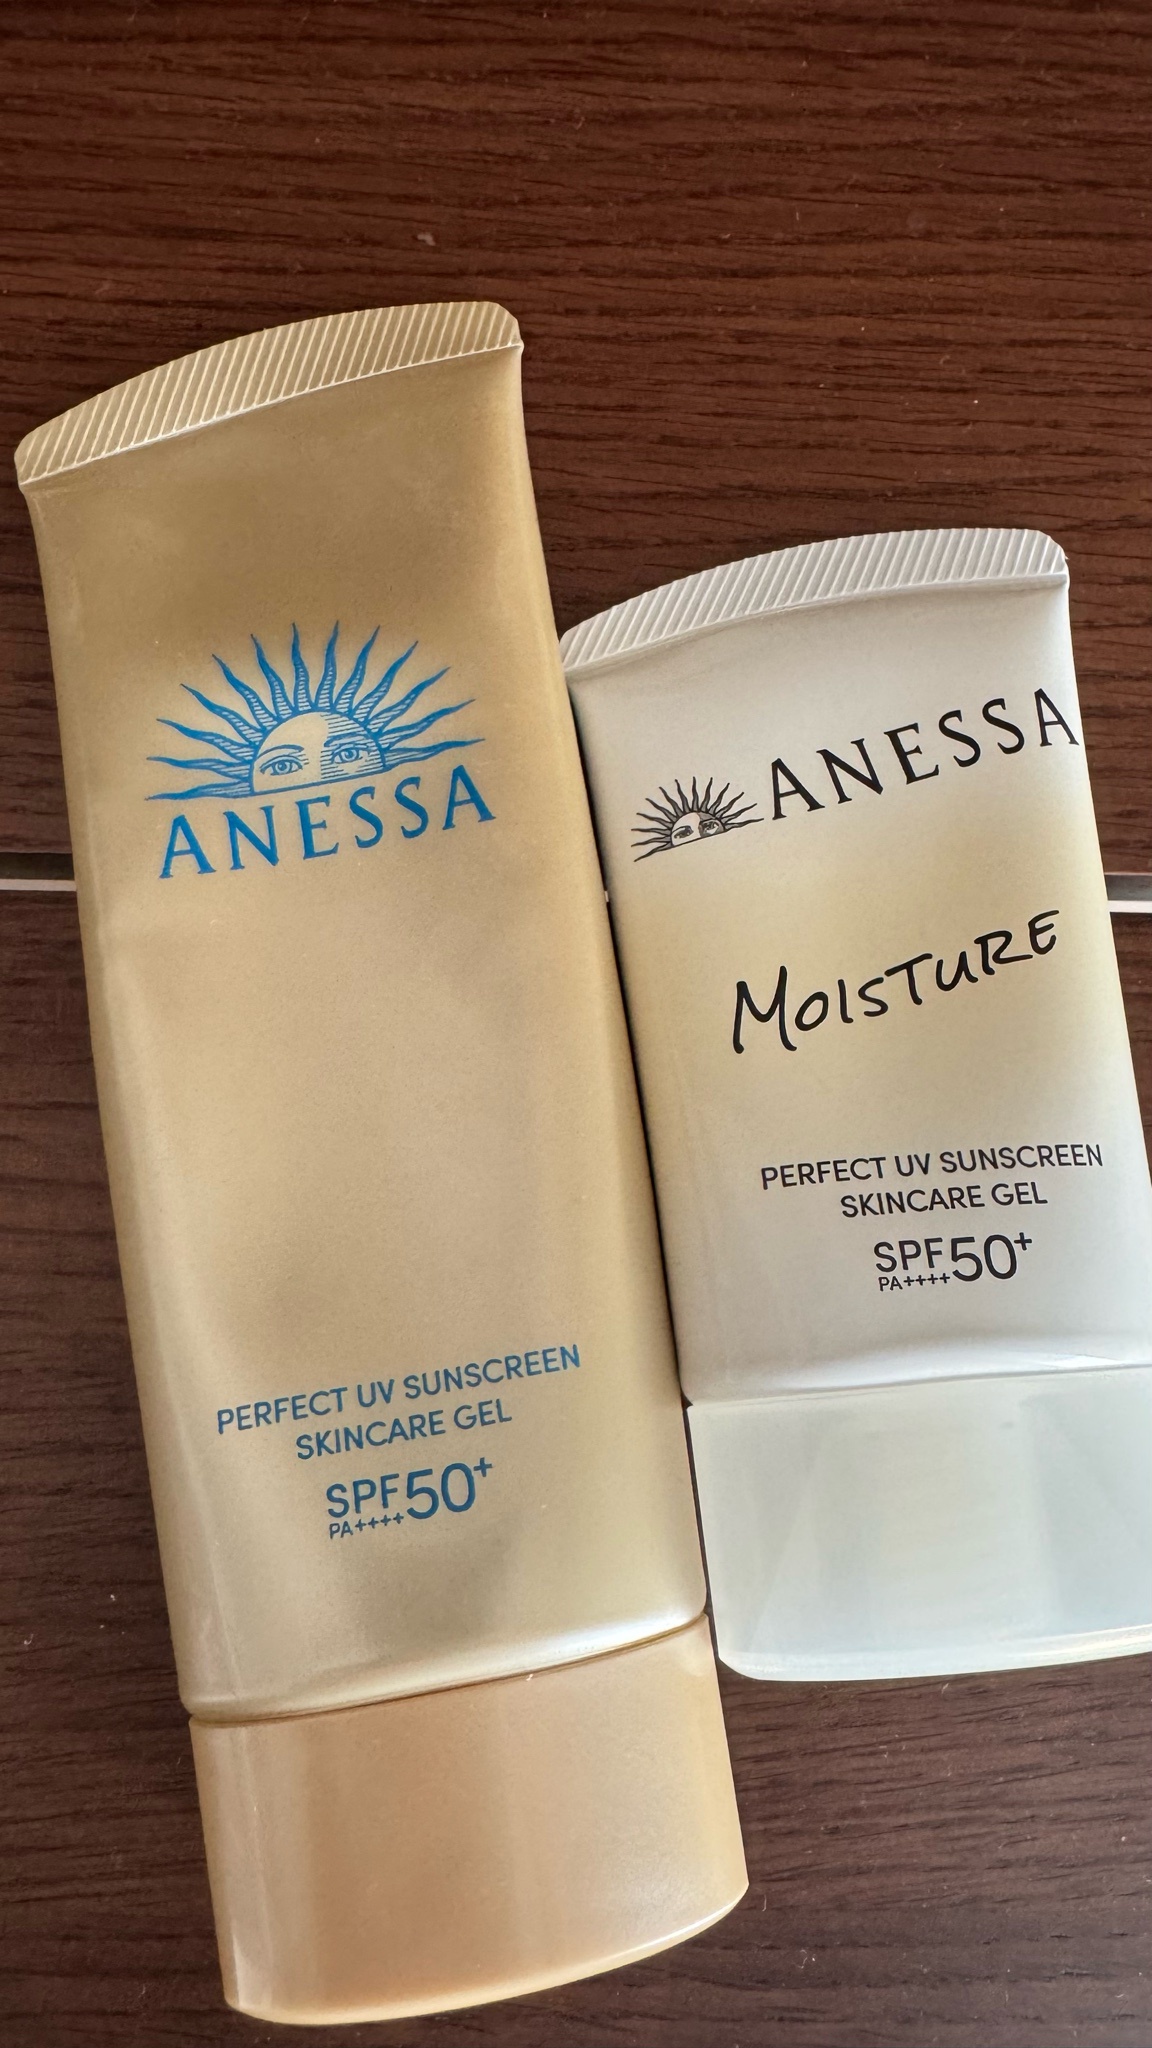 ANESSA
PERFECT UV SUNSCREEN
SKINCARE GEL
SPF50+
PA++++
ANESSA
MOISTURE
PERFECT UV SUNSCREEN
SKINCARE GEL
SPF50+
PA++++